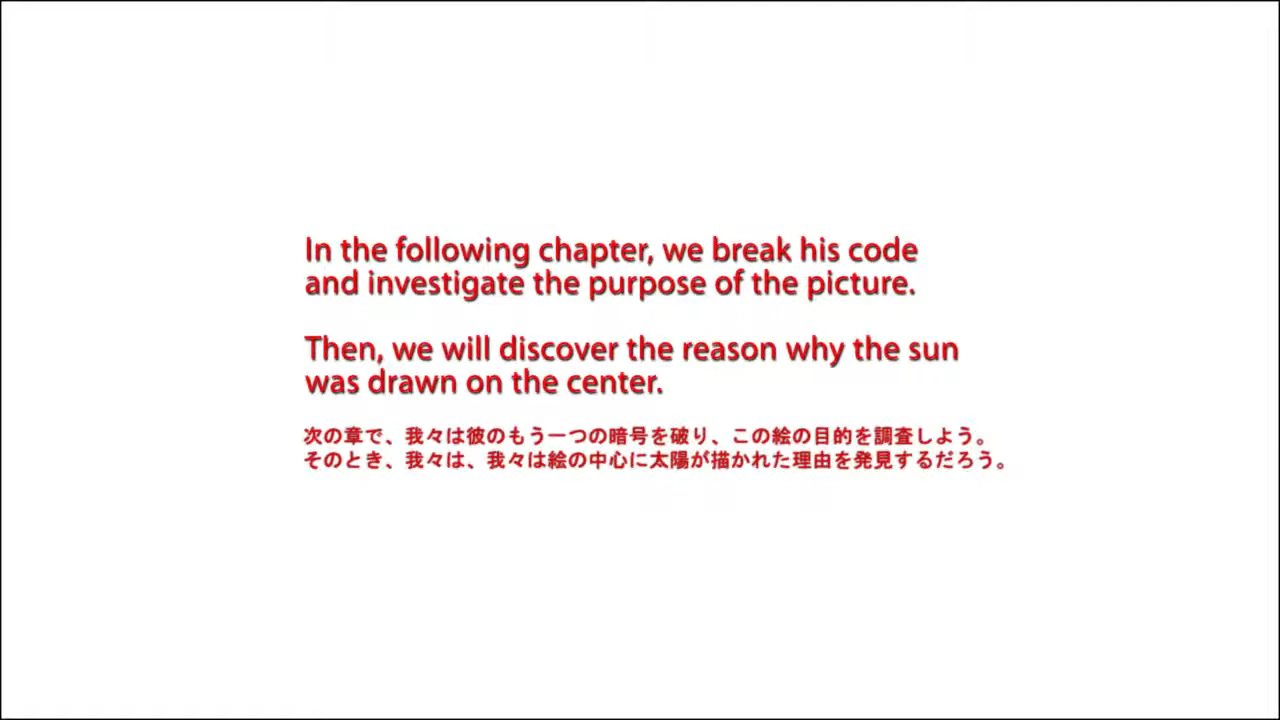 In the following chapter, we break his code
and investigate the purpose of the picture.
Then, we will discover the reason why the sun
was drawn on the center.
次の章で、我々は彼のもう一つの暗号を破り、この絵の目的を調査しよう。
そのとき、我々は、我々は絵の中心に太陽が描かれた理由を発見するだろう。